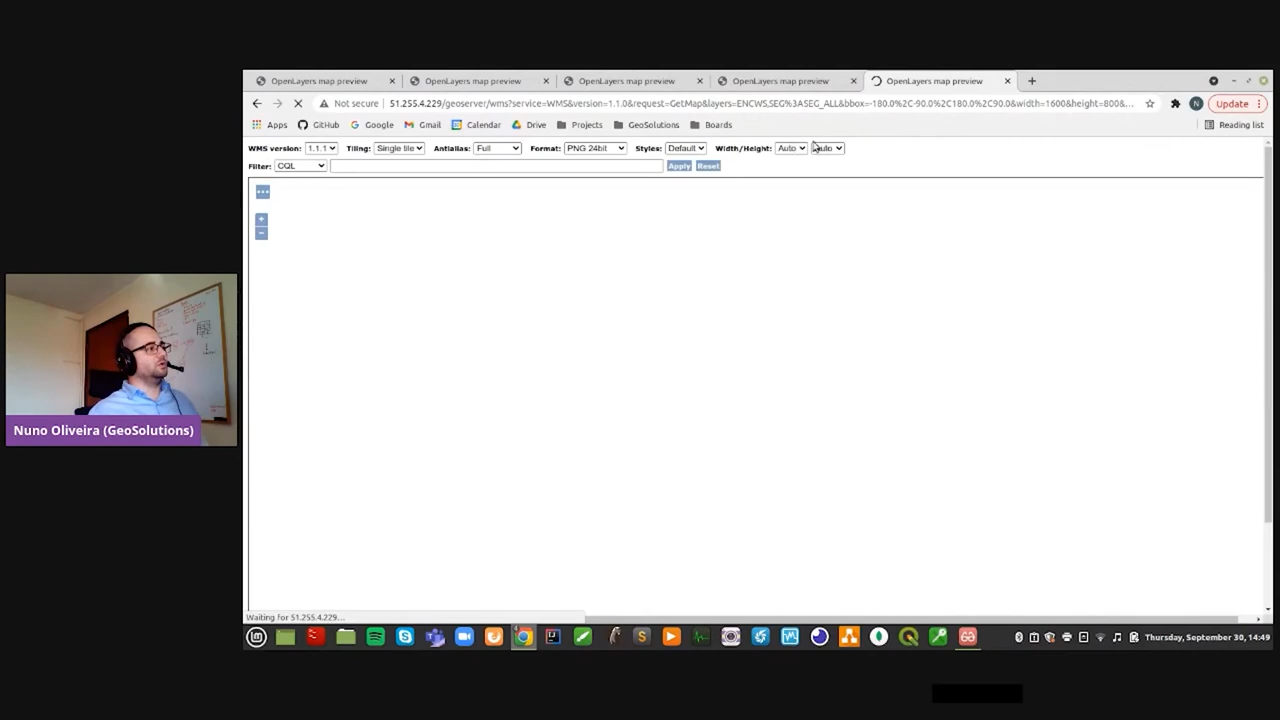 OpenLayers map preview
OpenLayers map preview
OpenLayers map preview
OpenLayers map preview
OpenLayers map preview
Not secure
51.255.4.229/geoserver/wms?service=WMS&version=1.1.0&request=GetMap&layers=ENCWS,SEG%3ASEG_ALL&bbox=-180.0%2C-90.0%2C180.0%2C90.0&width=1600&height=800&...
N
Update
Apps
GitHub
Google
Gmail
Calendar
Drive
Projects
GeoSolutions
Boards
Reading list
WMS version: 1.1.1 Tiling: Single tile Antialias: Full Format: PNG 24bit Styles: Default Width/Height: Auto Auto
Filter: CQL Apply Reset
Nuno Oliveira (GeoSolutions)
Waiting for 51.255.4.229...
Thursday, September 30, 14:49